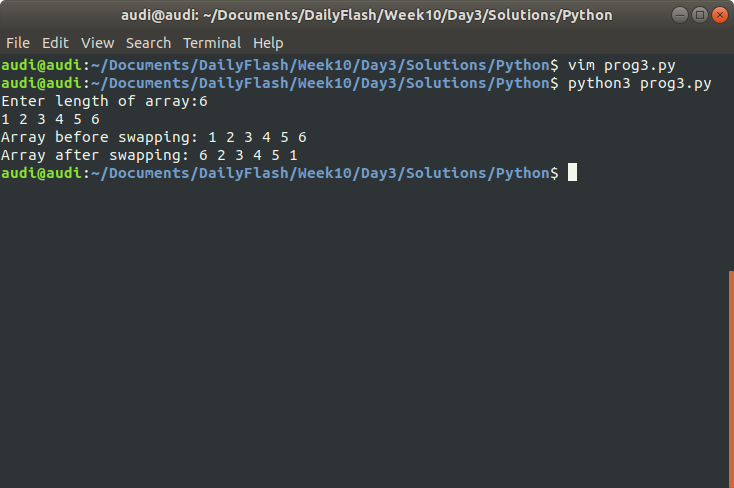 audi@audi: ~/Documents/DailyFlash/Week10/Day3/Solutions/Python
File Edit View Search Terminal Help
audi@audi:~/Documents/DailyFlash/Week10/Day3/Solutions/Python$ vim prog3.py
audi@audi:~/Documents/DailyFlash/Week10/Day3/Solutions/Python$ python3 prog3.py
Enter length of array:6
1 2 3 4 5 6
Array before swapping: 1 2 3 4 5 6
Array after swapping: 6 2 3 4 5 1
audi@audi:~/Documents/DailyFlash/Week10/Day3/Solutions/Python$